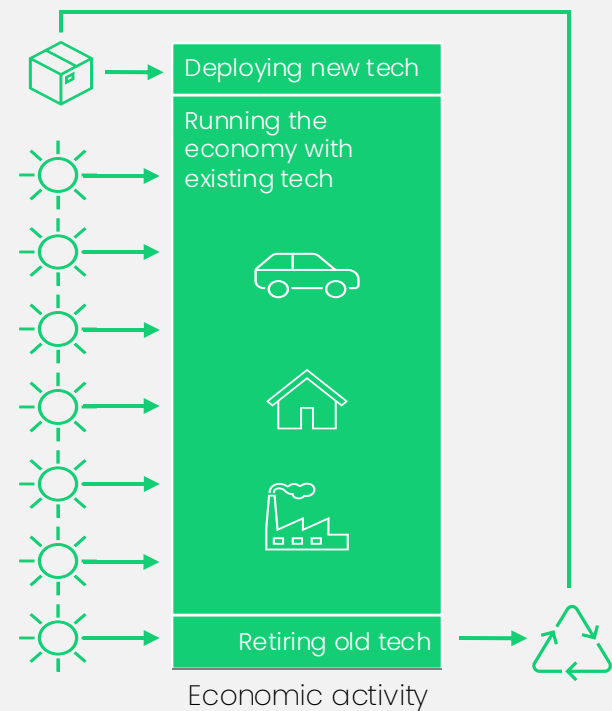 Deploying new tech
Running the
economy with
existing tech
Retiring old tech
Economic activity